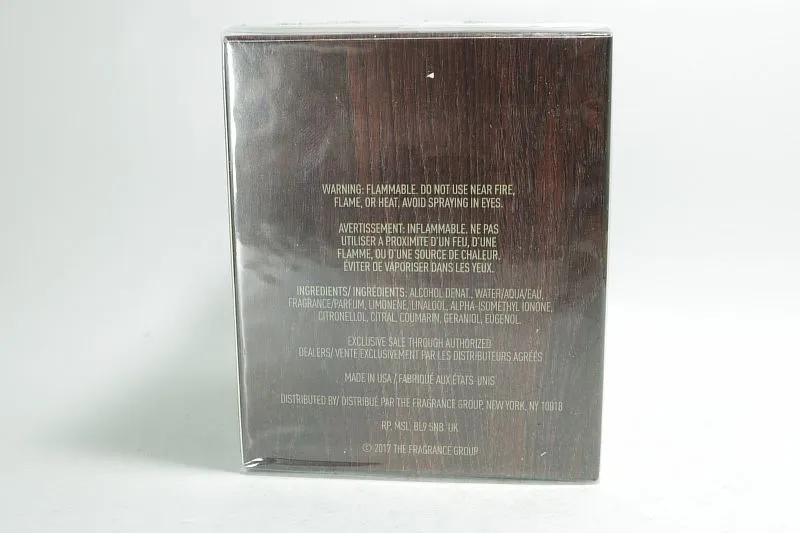 WARNING: FLAMMABLE. DO NOT USE NEAR FIRE,
FLAME, OR HEAT, AVOID SPRAYING IN EYES.
AVERTISSEMENT: INFLAMMABLE. NE PAS
UTILISER A PROXIMITE D'UN FEU, D'UNE
FLAMME, OU D'UNE SOURCE DE CHALEUR.
ÉVITER DE VAPORISER DANS LES YEUX.
INGREDIENTS/ INGRÉDIENTS: ALCOHOL DENAT., WATER/AQUA/EAU,
FRAGRANCE/PARFUM, LIMONENE, LINALOOL, ALPHA-ISOMETHYL IONONE,
CITRONELLOL, CITRAL, COUMARIN, GERANIOL, EUGENOL.
EXCLUSIVE SALE THROUGH AUTHORIZED
DEALERS/ VENTE EXCLUSIVEMENT PAR LES DISTRIBUTEURS AGRÉÉS
MADE IN USA / FABRIQUÉ AUX ÉTATS-UNIS
DISTRIBUTED BY/ DISTRIBUÉ PAR THE FRAGRANCE GROUP, NEW YORK, NY 10018
RP, MSL, BL9 5NB. UK
© 2017 THE FRAGRANCE GROUP